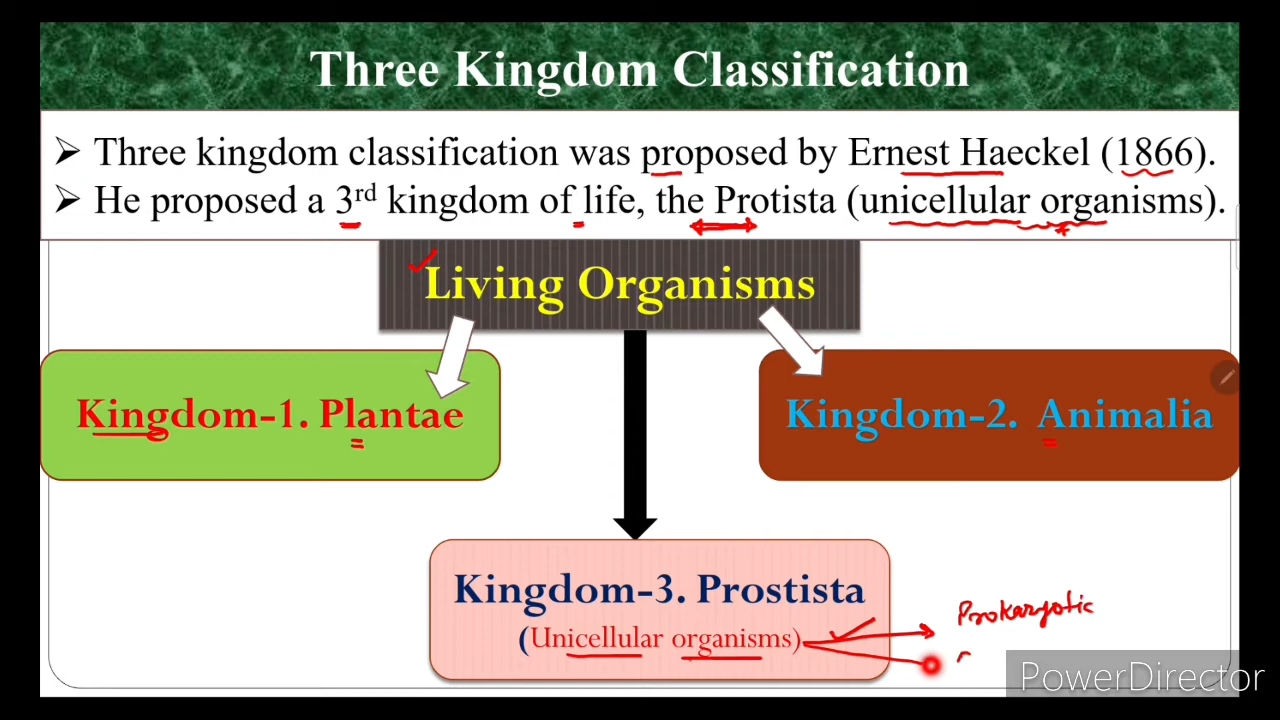 Three Kingdom Classification
➢ Three kingdom classification was proposed by Ernest Haeckel (1866).
➢ He proposed a 3rd kingdom of life, the Protista (unicellular organisms).
Living Organisms
Kingdom-1. Plantae
Kingdom-2. Animalia
Kingdom-3. Prostista
(Unicellular organisms)
Prokaryotic
PowerDirector